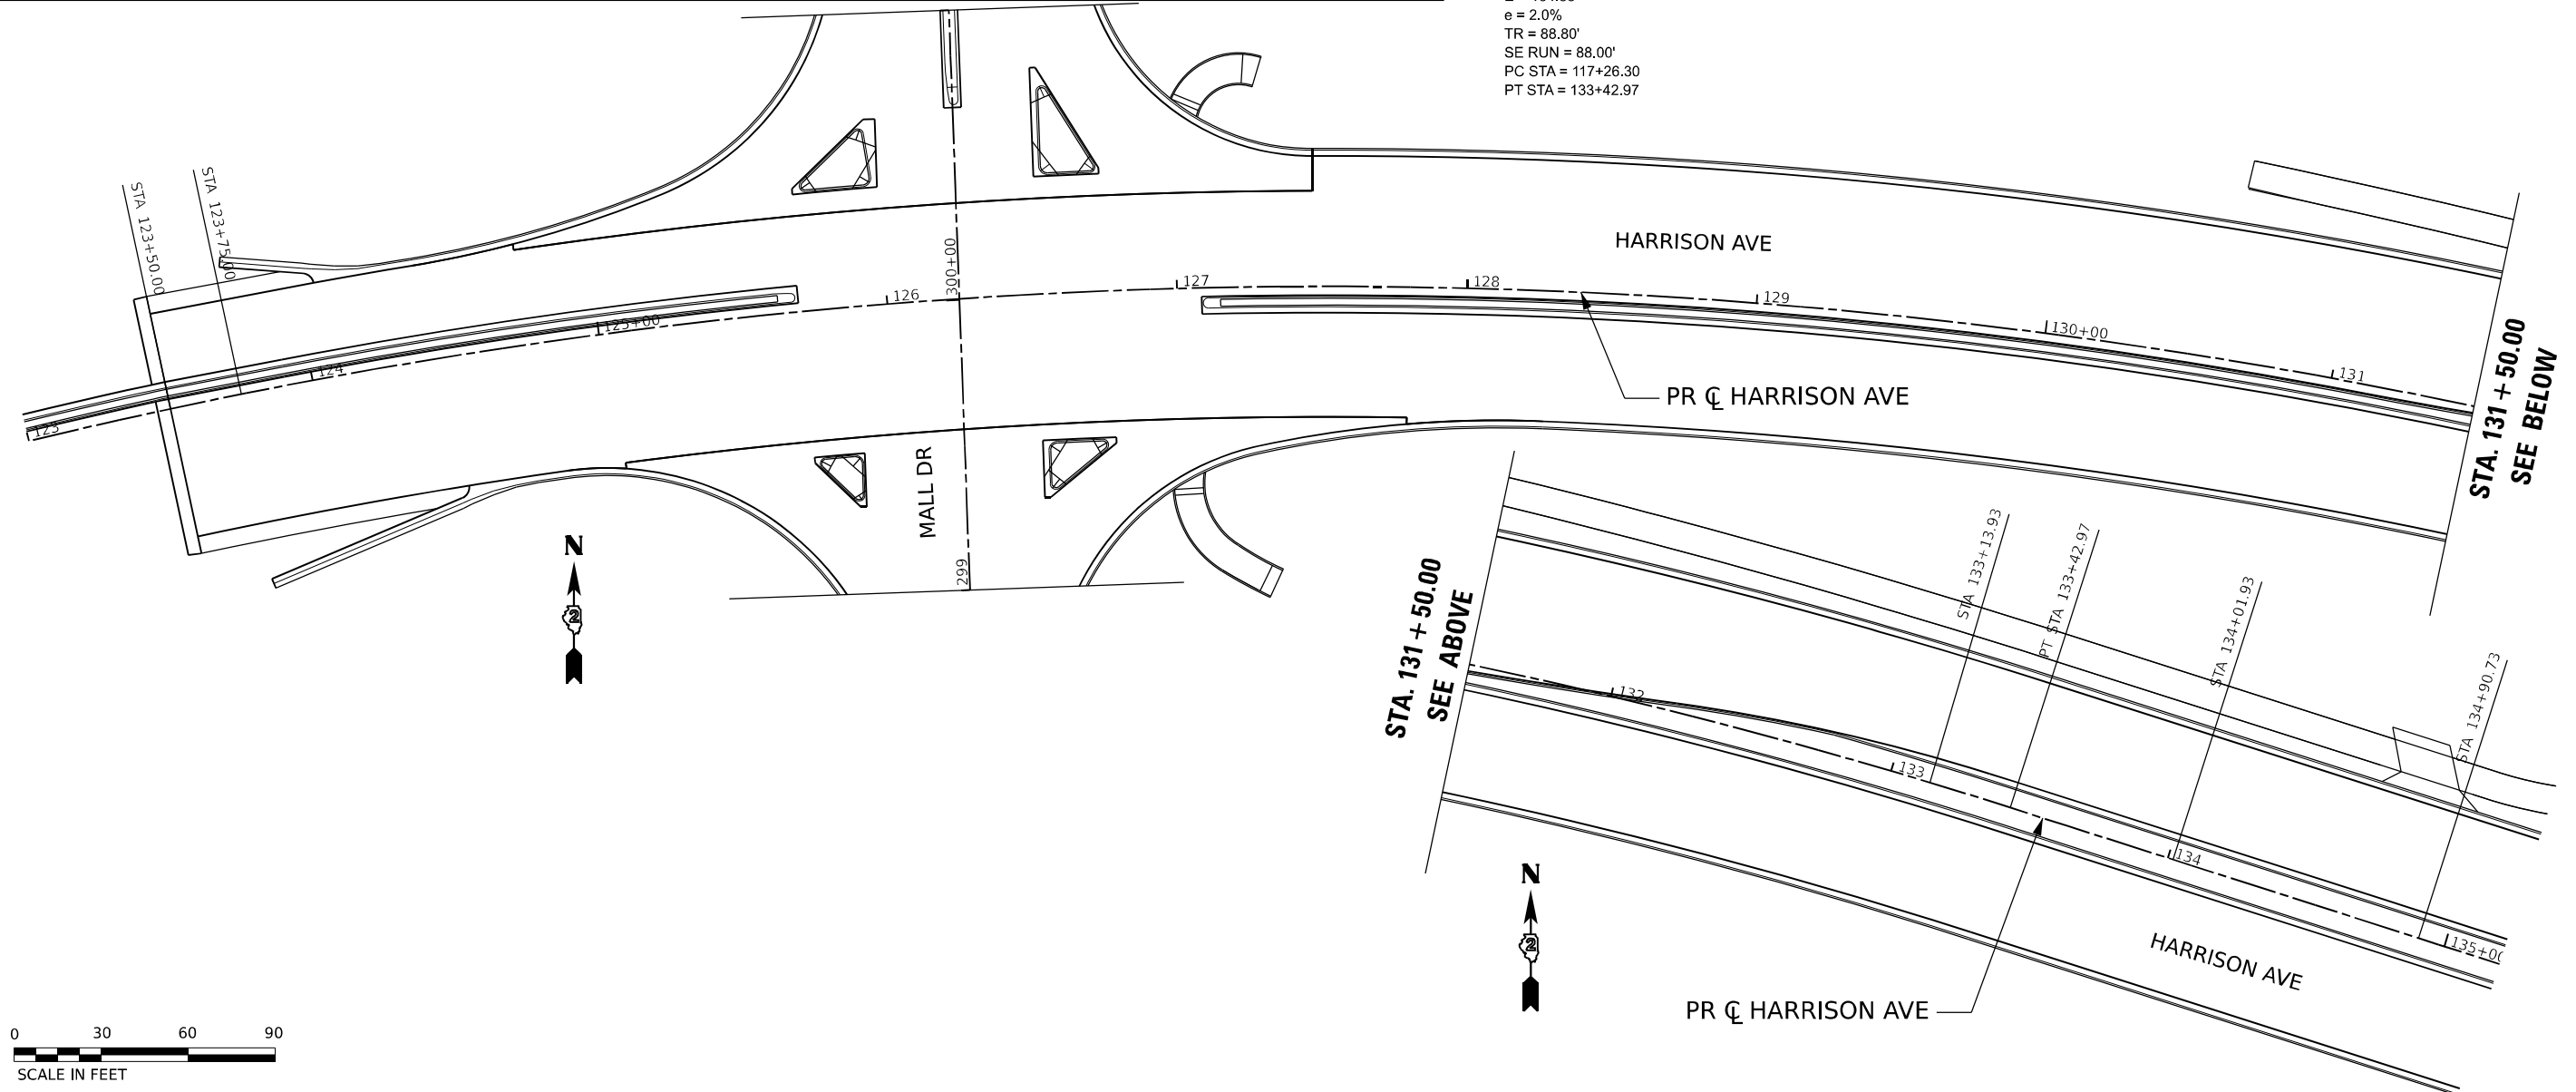 e = 2.0%
TR = 88.80'
SE RUN = 88.00'
PC STA = 117+26.30
PT STA = 133+42.97
STA 123+50.00
STA 123+75.00
300+00
HARRISON AVE
123
124
125+00
126
127
128
129
130+00
131
PR ℄ HARRISON AVE
STA. 131+50.00
SEE BELOW
MALL DR
299
N
2
STA. 131+50.00
SEE ABOVE
STA 133+13.93
PT STA 133+42.97
STA 134+01.93
STA 134+90.73
132
133
134
135+00
N
2
HARRISON AVE
PR ℄ HARRISON AVE
0 30 60 90
SCALE IN FEET